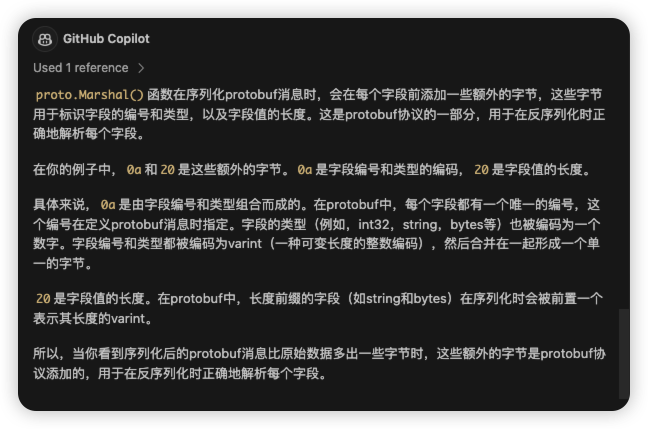 GitHub Copilot
Used 1 reference
proto.Marshal() 函数在序列化protobuf消息时，会在每个字段前添加一些额外的字节，这些字节
用于标识字段的编号和类型，以及字段值的长度。这是protobuf协议的一部分，用于在反序列化时正
确地解析每个字段。
在你的例子中， 0a 和 20 是这些额外的字节。 0a 是字段编号和类型的编码， 20 是字段值的长度。
具体来说， 0a 是由字段编号和类型组合而成的。在protobuf中，每个字段都有一个唯一的编号，这
个编号在定义protobuf消息时指定。字段的类型（例如，int32，string，bytes等）也被编码为一个
数字。字段编号和类型都被编码为varint（一种可变长度的整数编码），然后合并在一起形成一个单
一的字节。
20 是字段值的长度。在protobuf中，长度前缀的字段（如string和bytes）在序列化时会被前置一个
表示其长度的varint。
所以，当你看到序列化后的protobuf消息比原始数据多出一些字节时，这些额外的字节是protobuf协
议添加的，用于在反序列化时正确地解析每个字段。